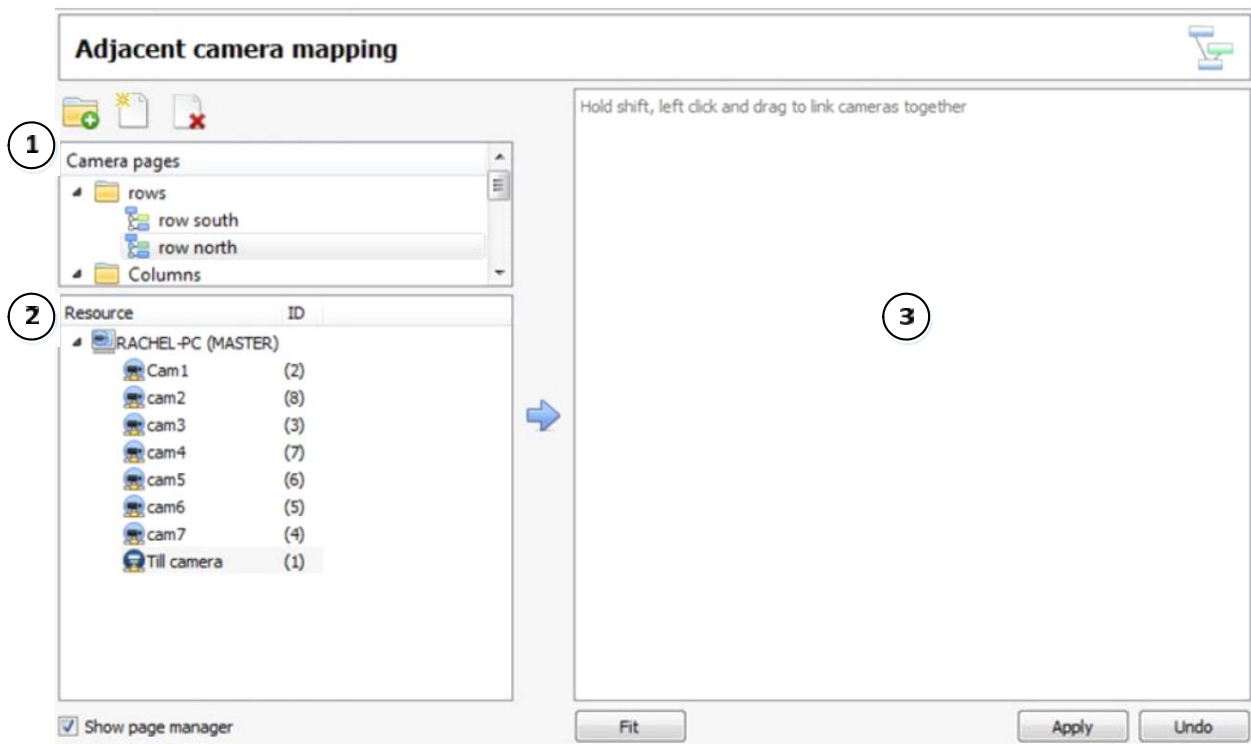 Adjacent camera mapping
Hold shift, left click and drag to link cameras together
1
Camera pages
rows
row south
row north
Columns
2
Resource ID
RACHEL-PC (MASTER)
Cam1 (2)
cam2 (8)
cam3 (3)
cam4 (7)
cam5 (6)
cam6 (5)
cam7 (4)
Till camera (1)
3
Show page manager
Fit
Apply
Undo